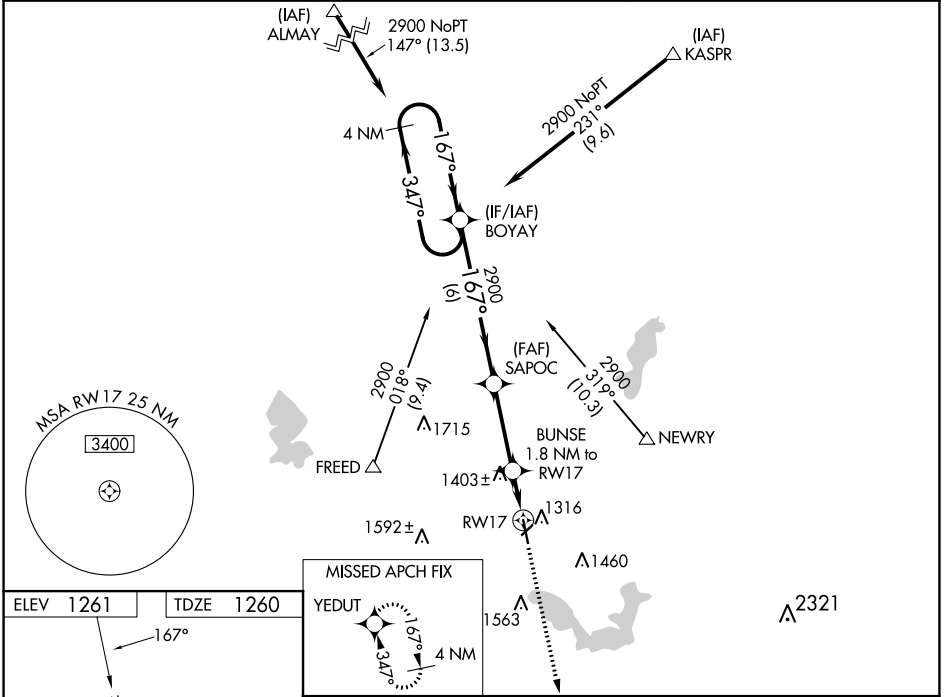 (IAF)
ALMAY
2900 NoPT
147° (13.5)
(IAF)
KASPR
2900 NoPT
231°
(9.6)
4 NM
167°
347°
(IF/IAF)
BOYAY
2900
167°
(6)
(FAF)
SAPOC
2900
018°
(9.4)
2900
319°
(10.3)
MSA RW17 25 NM
3400
1715
FREED
NEWRY
BUNSE
1.8 NM to
RW17
1403±
RW17
1316
1592±
1460
1563
2321
MISSED APCH FIX
YEDUT
167°
347°
4 NM
ELEV 1261
TDZE 1260
167°